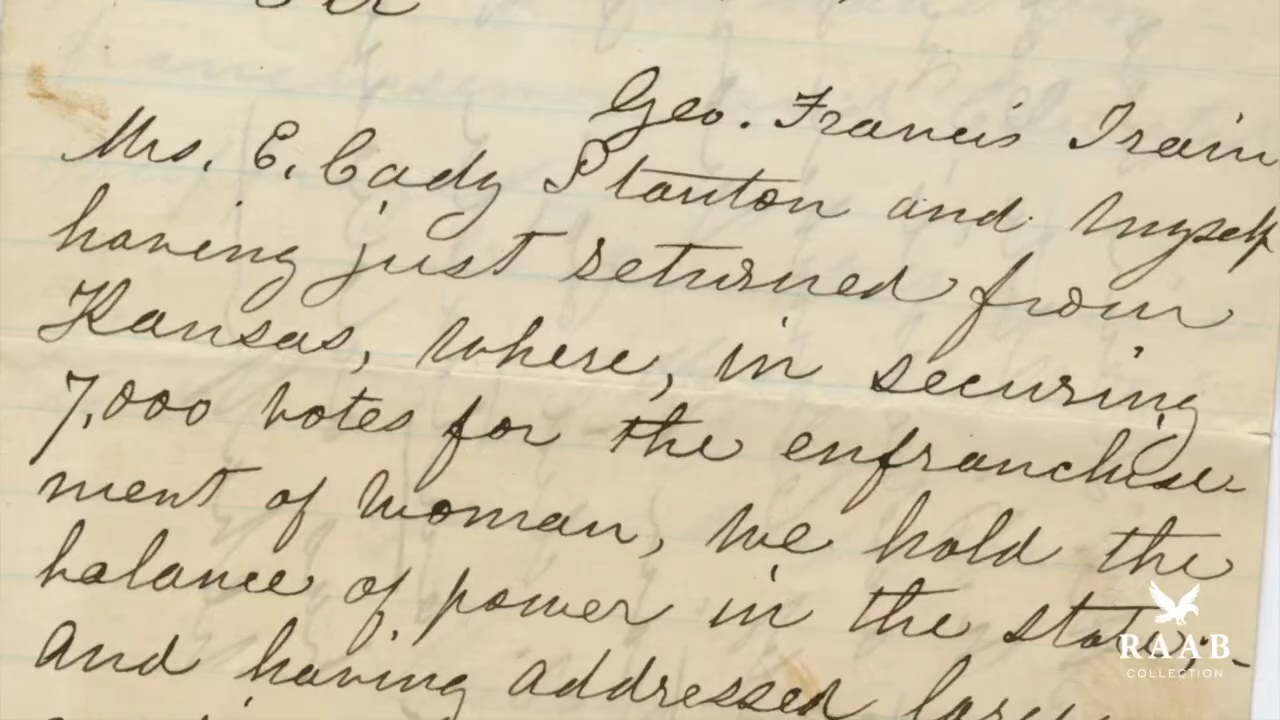 Sir
Geo. Francis Train
Mrs. E. Cady Stanton and myself
having just returned from
Kansas, where, in securing
7,000 votes for the enfranchise-
ment of woman, we hold the
balance of power in the state;-
and having addressed large
RAAB
COLLECTION